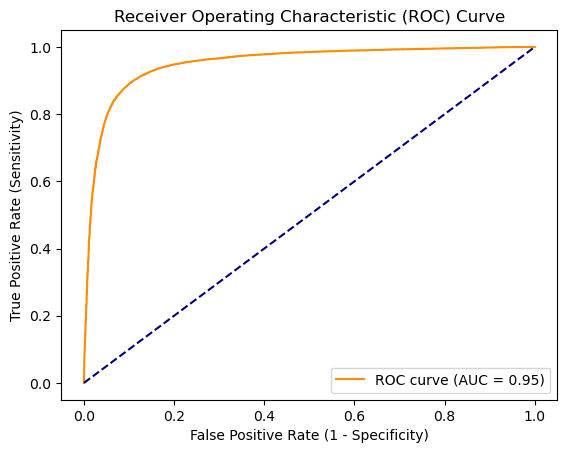 Receiver Operating Characteristic (ROC) Curve
True Positive Rate (Sensitivity)
1.0
0.8
0.6
0.4
0.2
0.0
ROC curve (AUC = 0.95)
0.0 0.2 0.4 0.6 0.8 1.0
False Positive Rate (1 - Specificity)